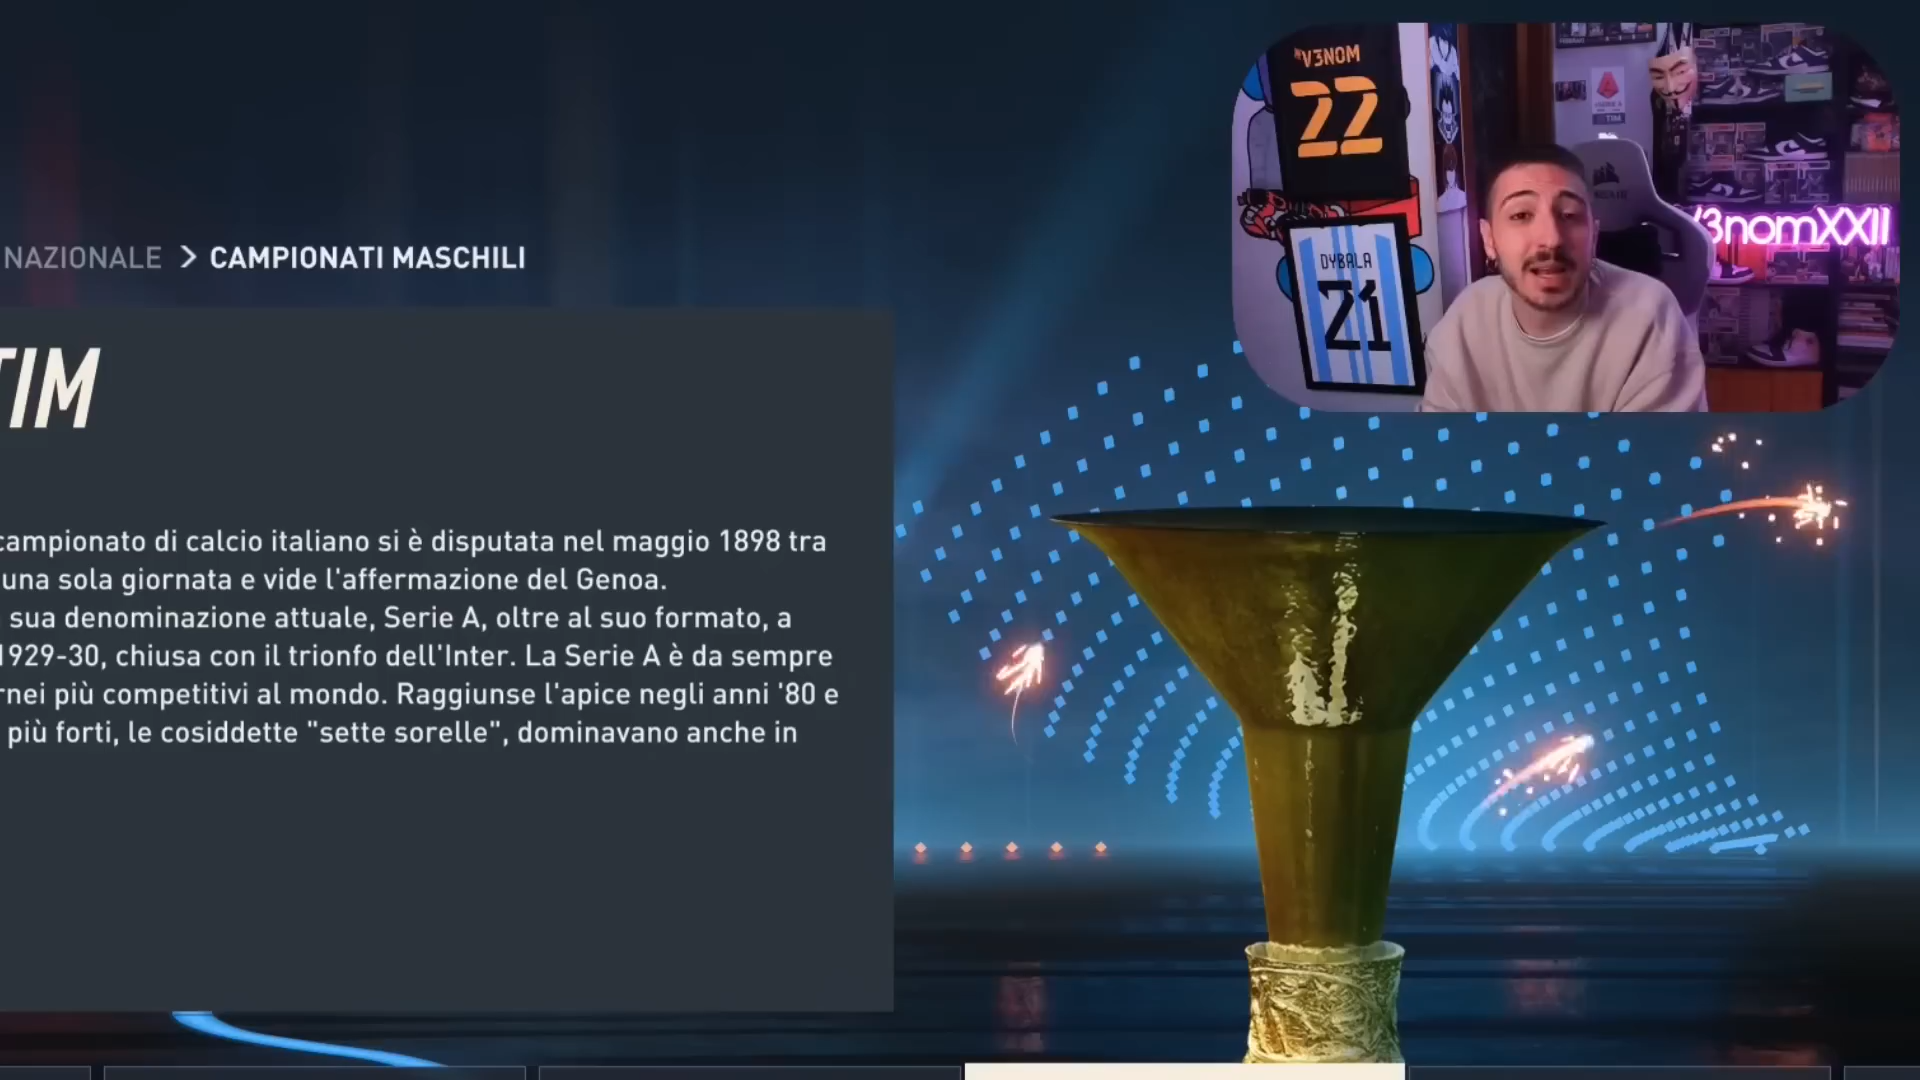 NAZIONALE > CAMPIONATI MASCHILI
TIM
campionato di calcio italiano si è disputata nel maggio 1898 tra
una sola giornata e vide l'affermazione del Genoa.
sua denominazione attuale, Serie A, oltre al suo formato, a
1929-30, chiusa con il trionfo dell'Inter. La Serie A è da sempre
rnei più competitivi al mondo. Raggiunse l'apice negli anni '80 e
più forti, le cosiddette "sette sorelle", dominavano anche in
V3NOM
22
DYBALA
21
TIM
V3nomXXII